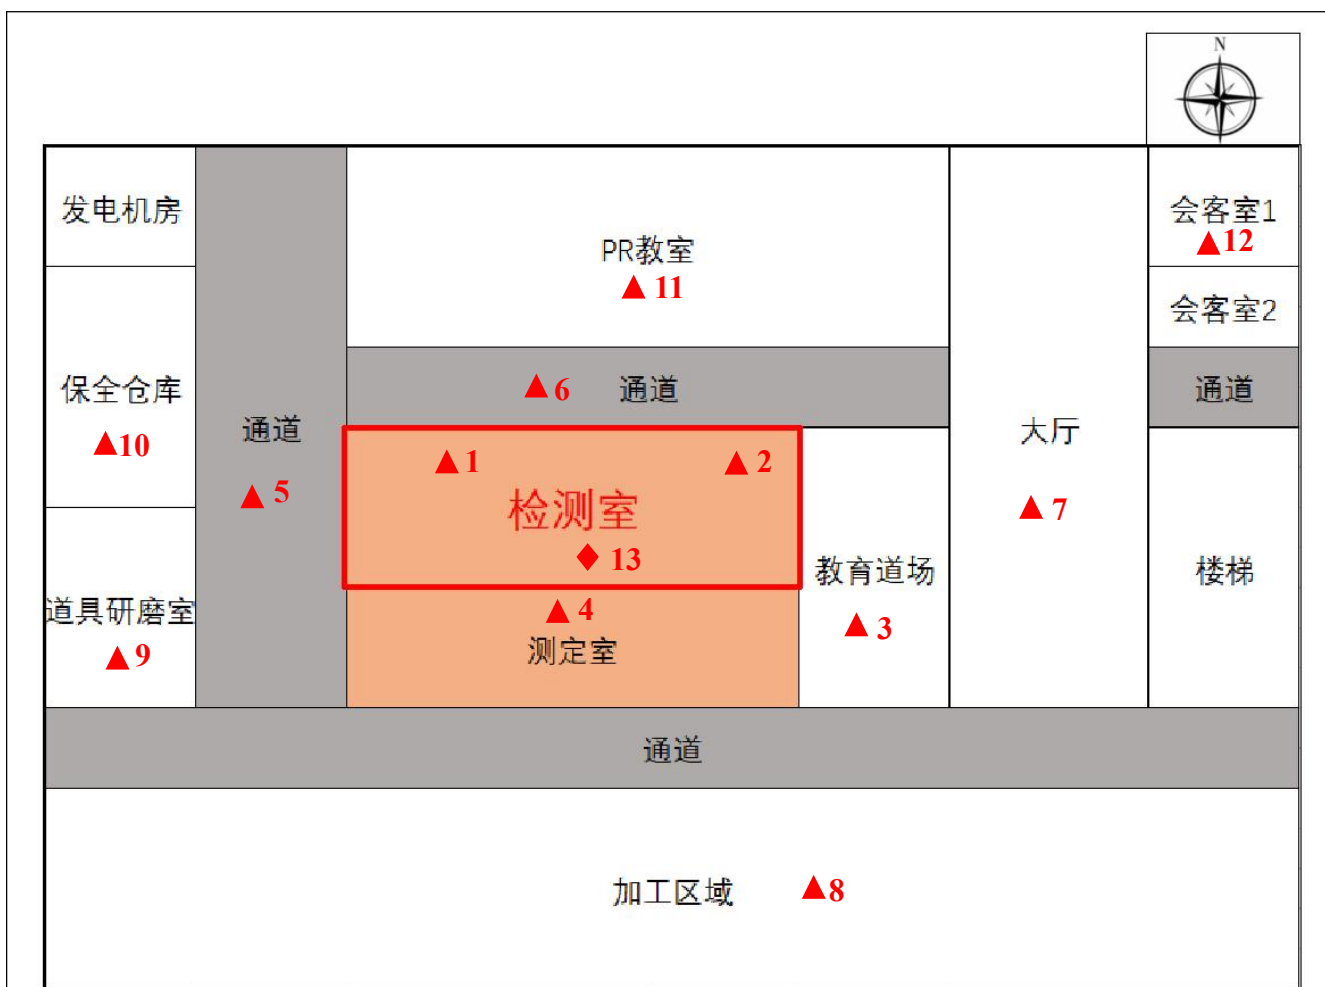 N
发电机房
会客室1
▲12
PR教室
▲11
会客室2
保全仓库
▲10
通道
▲5
▲6 通道
通道
大厅
▲7
▲1
▲2
检测室
◆13
教育道场
▲3
楼梯
道具研磨室
▲9
▲4
测定室
通道
加工区域 ▲8